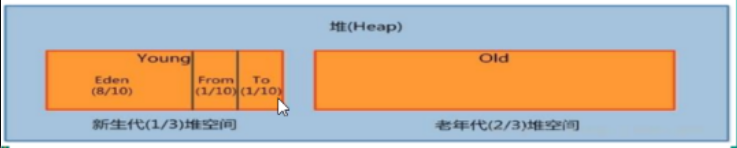 堆(Heap)
Young
Old
Eden
(8/10)
From
(1/10)
To
(1/10)
新生代(1/3)堆空间
老年代(2/3)堆空间